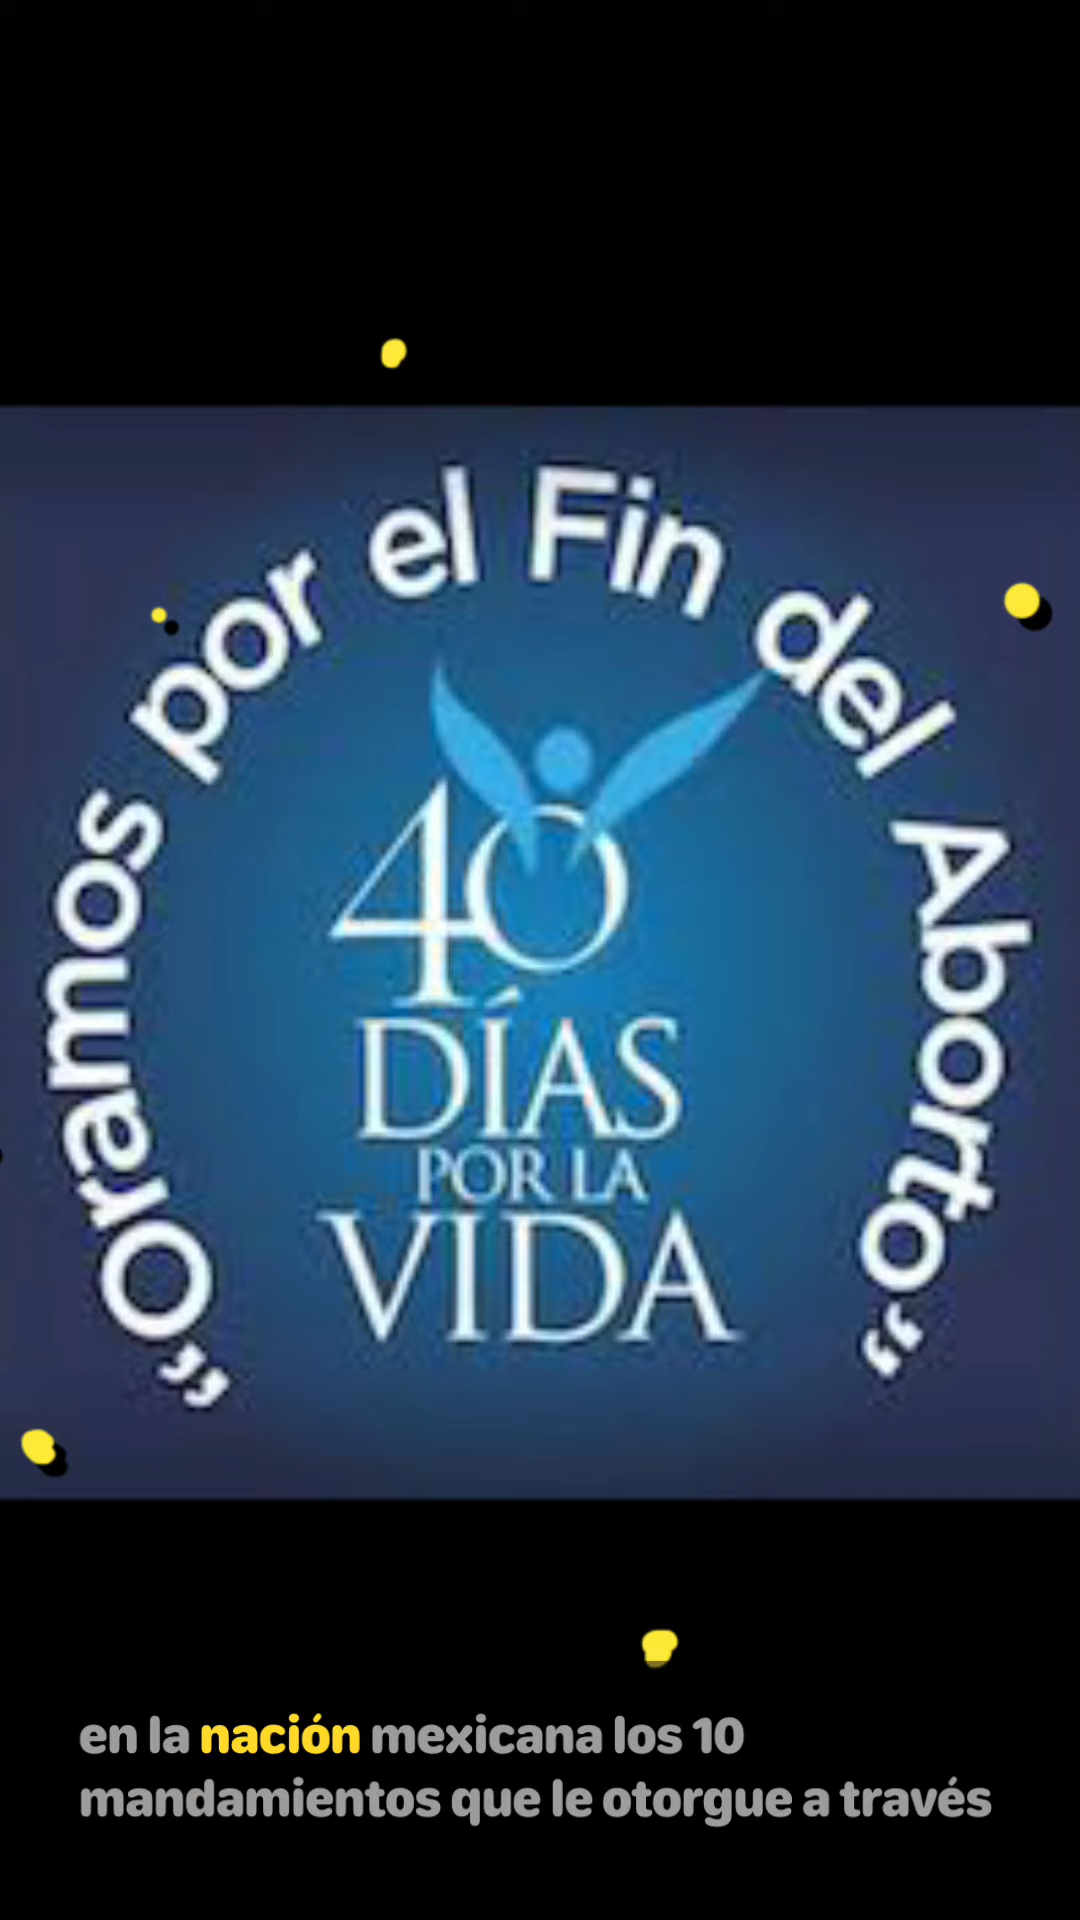 "Oramos por el Fin del Aborto"
40
DÍAS
POR LA
VIDA
en la nación mexicana los 10
mandamientos que le otorgue a través